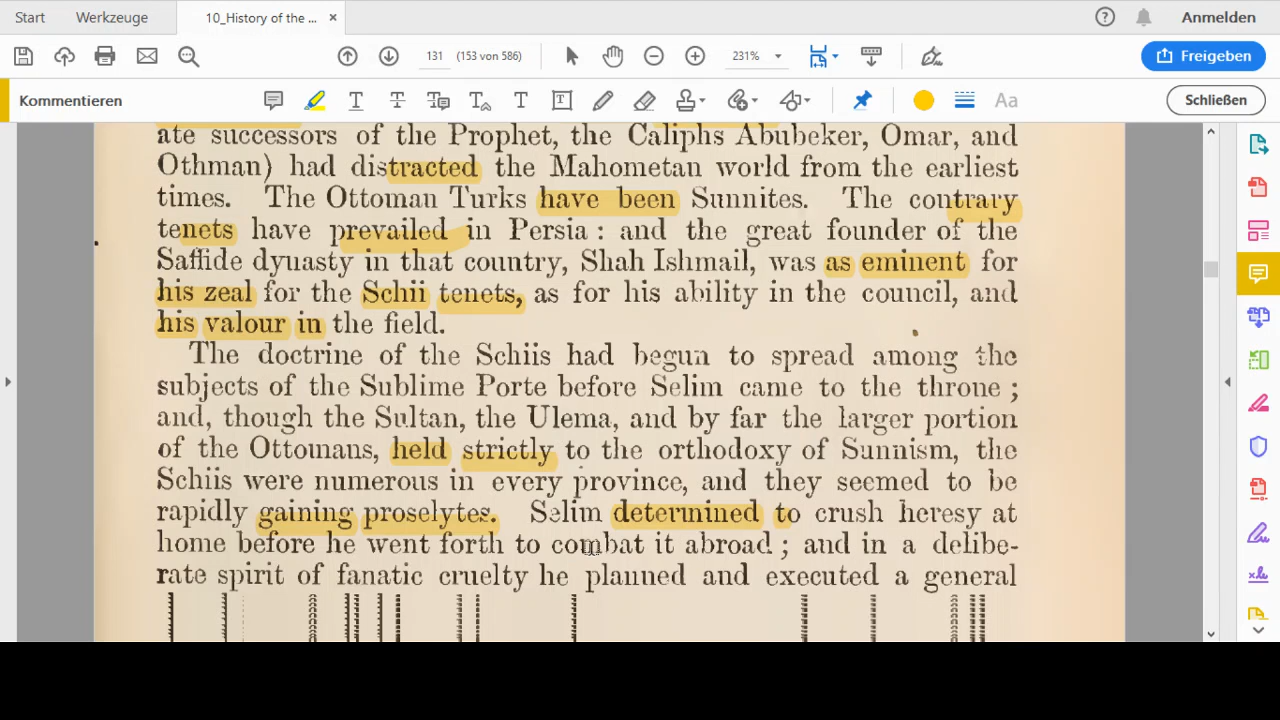 Start
Werkzeuge
10_History of the ...
Anmelden
131
(153 von 586)
231%
Freigeben
Kommentieren
Aa
Schließen
ate successors of the Prophet, the Caliphs Abubeker, Omar, and
Othman) had distracted the Mahometan world from the earliest
times. The Ottoman Turks have been Sunnites. The contrary
tenets have prevailed in Persia : and the great founder of the
Saffide dynasty in that country, Shah Ishmail, was as eminent for
his zeal for the Schii tenets, as for his ability in the council, and
his valour in the field.
The doctrine of the Schiis had begun to spread among the
subjects of the Sublime Porte before Selim came to the throne ;
and, though the Sultan, the Ulema, and by far the larger portion
of the Ottomans, held strictly to the orthodoxy of Sunnism, the
Schiis were numerous in every province, and they seemed to be
rapidly gaining proselytes. Selim determined to crush heresy at
home before he went forth to combat it abroad ; and in a delibe-
rate spirit of fanatic cruelty he planned and executed a general